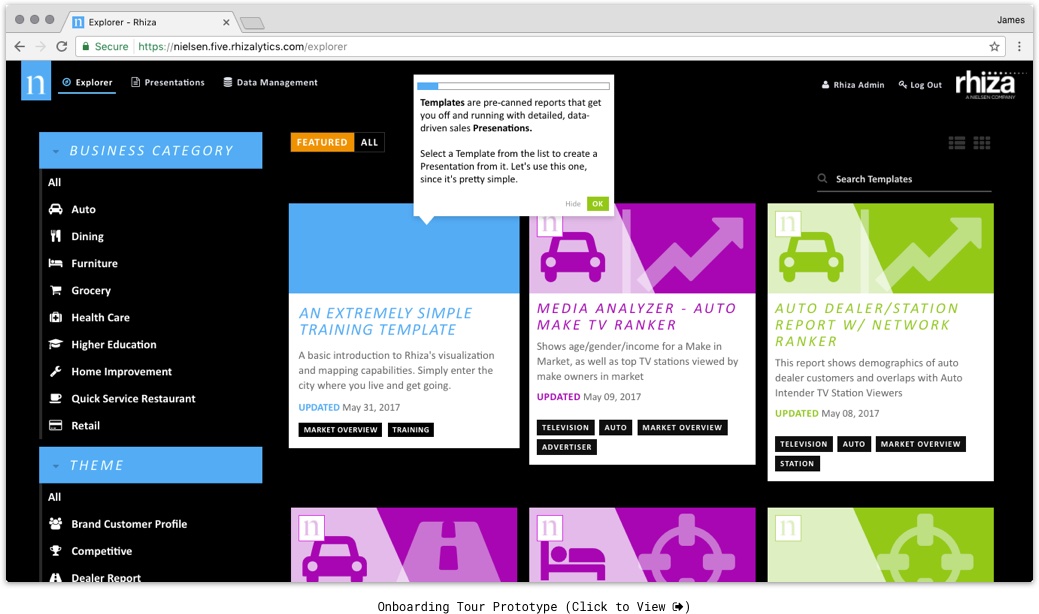 Explorer - Rhiza
James
Secure https://nielsen.five.rhizalytics.com/explorer
n
Explorer
Presentations
Data Management
Rhiza Admin
Log Out
rhiza
A NIELSEN COMPANY
Templates are pre-canned reports that get
you off and running with detailed, data-
driven sales Presenations.
Select a Template from the list to create a
Presentation from it. Let's use this one,
since it's pretty simple.
Hide OK
BUSINESS CATEGORY
All
Auto
Dining
Furniture
Grocery
Health Care
Higher Education
Home Improvement
Quick Service Restaurant
Retail
THEME
All
Brand Customer Profile
Competitive
Dealer Report
FEATURED ALL
Search Templates
AN EXTREMELY SIMPLE
TRAINING TEMPLATE
A basic introduction to Rhiza's visualization
and mapping capabilities. Simply enter the
city where you live and get going.
UPDATED May 31, 2017
MARKET OVERVIEW TRAINING
n
MEDIA ANALYZER - AUTO
MAKE TV RANKER
Shows age/gender/income for a Make in
Market, as well as top TV stations viewed by
make owners in market
UPDATED May 09, 2017
TELEVISION AUTO MARKET OVERVIEW
ADVERTISER
n
AUTO DEALER/STATION
REPORT W/ NETWORK
RANKER
This report shows demographics of auto
dealer customers and overlaps with Auto
Intender TV Station Viewers
UPDATED May 08, 2017
TELEVISION AUTO MARKET OVERVIEW
STATION
n
n
n
Onboarding Tour Prototype (Click to View )